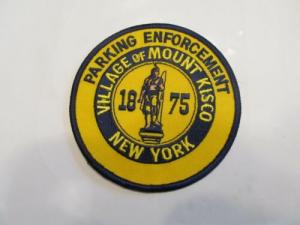 PARKING ENFORCEMENT
VILLAGE OF MOUNT KISCO
18 75
NEW YORK